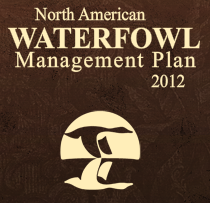 North American
WATERFOWL
Management Plan
2012